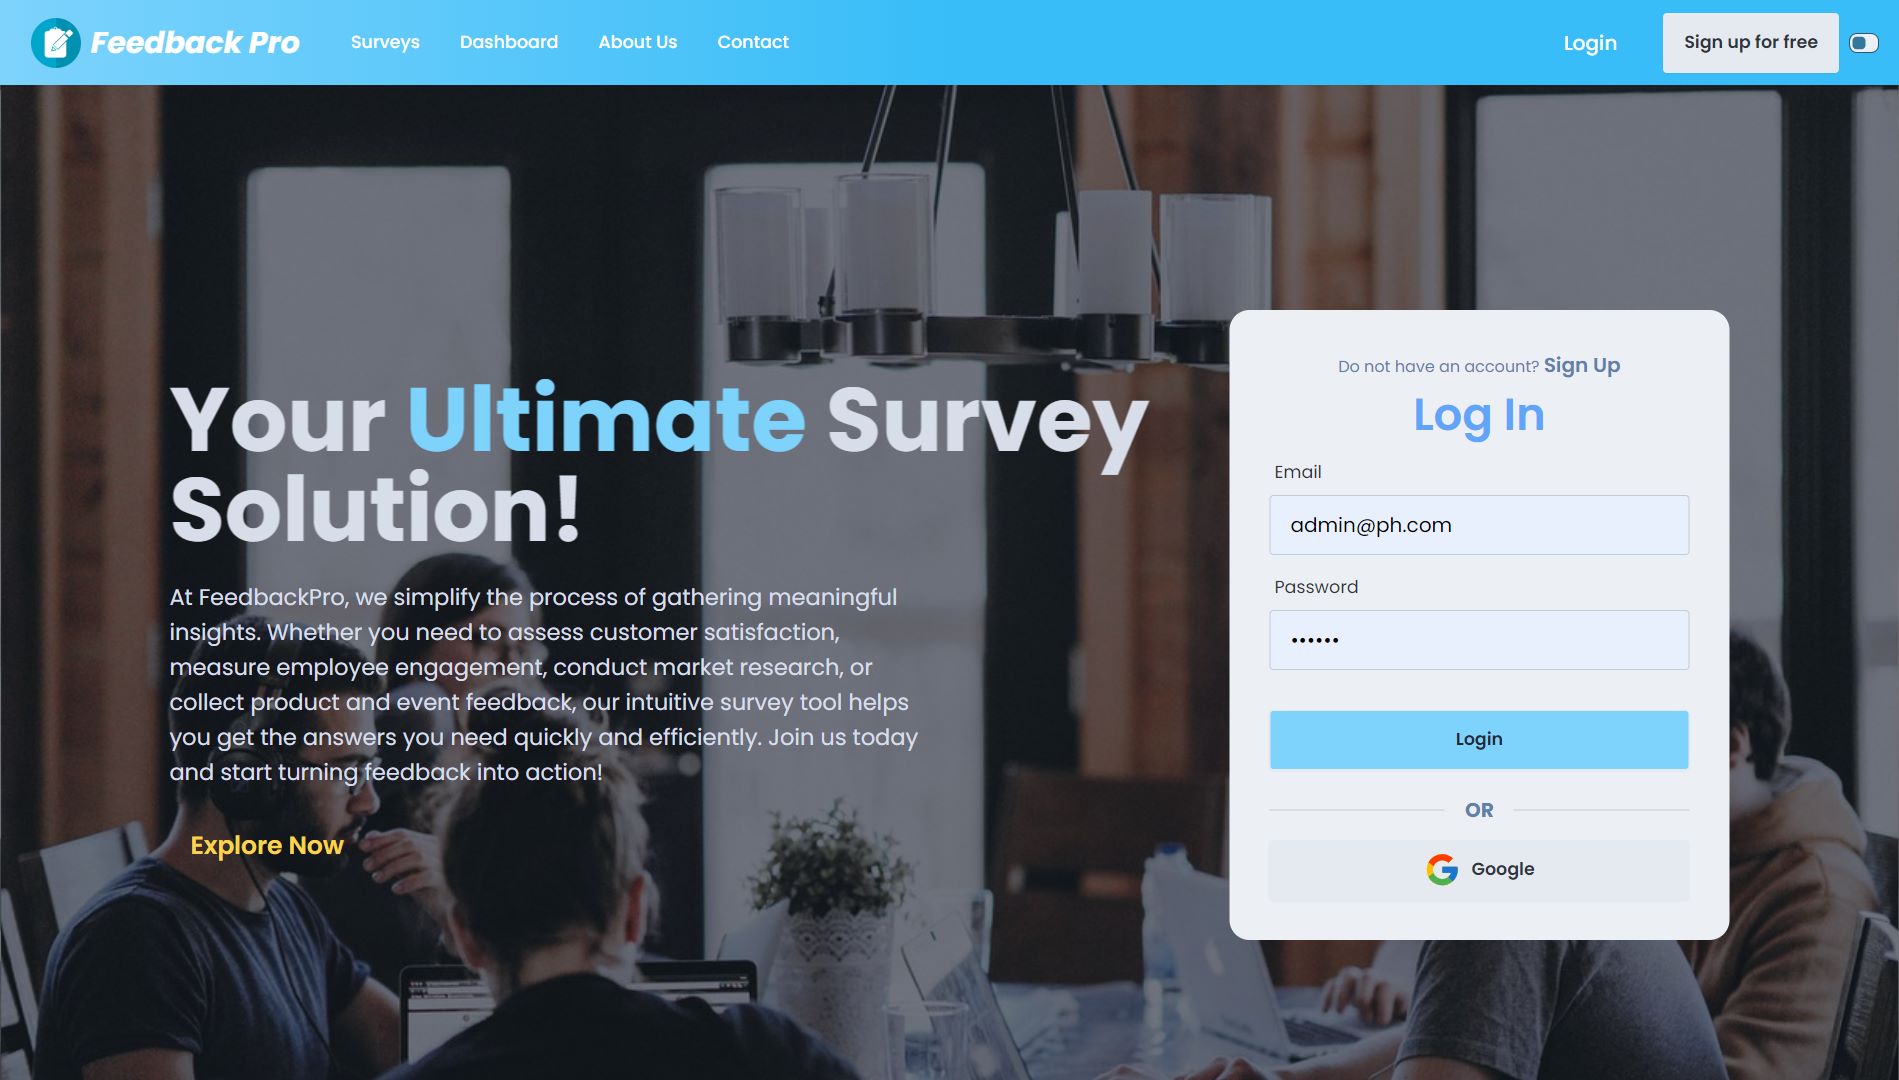 Feedback Pro
Surveys
Dashboard
About Us
Contact
Login
Sign up for free
Your Ultimate Survey
Solution!
At FeedbackPro, we simplify the process of gathering meaningful
insights. Whether you need to assess customer satisfaction,
measure employee engagement, conduct market research, or
collect product and event feedback, our intuitive survey tool helps
you get the answers you need quickly and efficiently. Join us today
and start turning feedback into action!
Explore Now
Do not have an account? Sign Up
Log In
Email
admin@ph.com
Password
••••••
Login
OR
Google